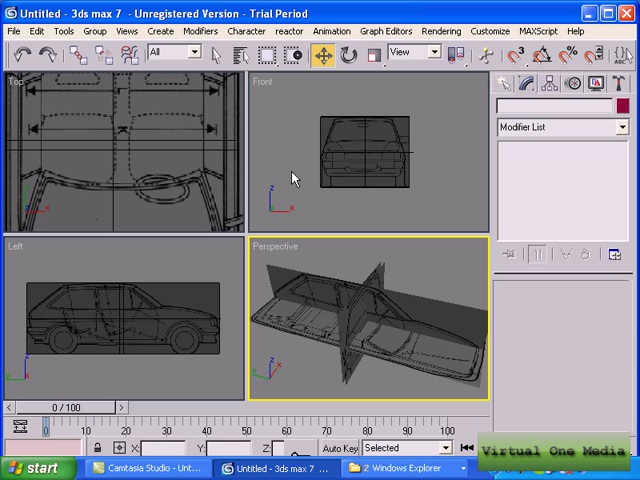 Untitled - 3ds max 7 - Unregistered Version - Trial Period
File Edit Tools Group Views Create Modifiers Character reactor Animation Graph Editors Rendering Customize MAXScript Help
All View 3 % ABC
Top
Front
Modifier List
K
z
x
Left
Perspective
z
y
z
x
y
0 / 100
0 10 20 30 40 50 60 70 80 90 100
X: Y: Z: Auto Key Selected
Virtual One Media
start Camtasia Studio - Unt... Untitled - 3ds max 7 ... 2 Windows Explorer